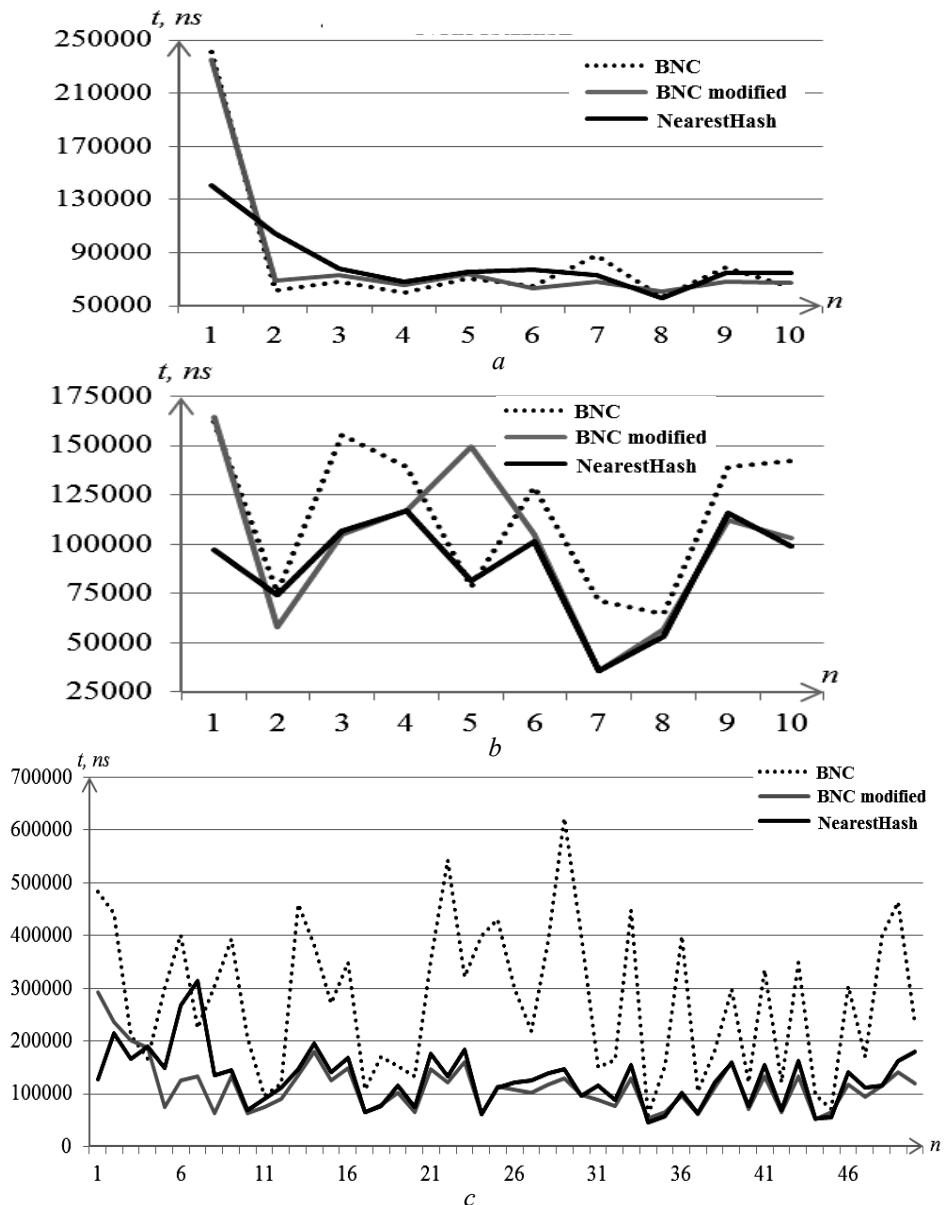 t, ns
250000
210000
170000
130000
90000
50000
BNC
BNC modified
NearestHash
n
1 2 3 4 5 6 7 8 9 10
a
t, ns
175000
150000
125000
100000
75000
50000
25000
BNC
BNC modified
NearestHash
n
1 2 3 4 5 6 7 8 9 10
b
t, ns
700000
600000
500000
400000
300000
200000
100000
0
BNC
BNC modified
NearestHash
n
1 6 11 16 21 26 31 36 41 46
c